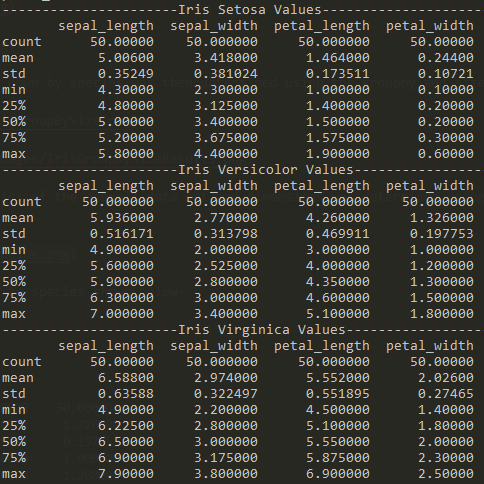 ----------------------Iris Setosa Values--------------------
sepal_length sepal_width petal_length petal_width
count 50.00000 50.000000 50.000000 50.00000
mean 5.00600 3.418000 1.464000 0.24400
std 0.35249 0.381024 0.173511 0.10721
min 4.30000 2.300000 1.000000 0.10000
25% 4.80000 3.125000 1.400000 0.20000
50% 5.00000 3.400000 1.500000 0.20000
75% 5.20000 3.675000 1.575000 0.30000
max 5.80000 4.400000 1.900000 0.60000
----------------------Iris Versicolor Values----------------
sepal_length sepal_width petal_length petal_width
count 50.000000 50.000000 50.000000 50.000000
mean 5.936000 2.770000 4.260000 1.326000
std 0.516171 0.313798 0.469911 0.197753
min 4.900000 2.000000 3.000000 1.000000
25% 5.600000 2.525000 4.000000 1.200000
50% 5.900000 2.800000 4.350000 1.300000
75% 6.300000 3.000000 4.600000 1.500000
max 7.000000 3.400000 5.100000 1.800000
----------------------Iris Virginica Values-----------------
sepal_length sepal_width petal_length petal_width
count 50.00000 50.000000 50.000000 50.00000
mean 6.58800 2.974000 5.552000 2.02600
std 0.63588 0.322497 0.551895 0.27465
min 4.90000 2.200000 4.500000 1.40000
25% 6.22500 2.800000 5.100000 1.80000
50% 6.50000 3.000000 5.550000 2.00000
75% 6.90000 3.175000 5.875000 2.30000
max 7.90000 3.800000 6.900000 2.50000